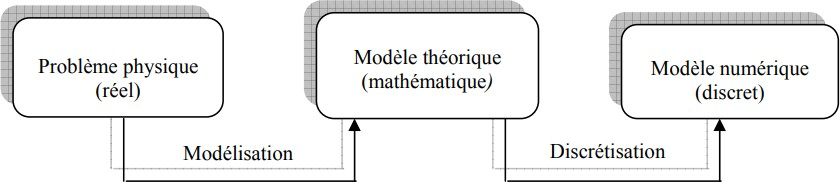 Problème physique
(réel)
Modèle théorique
(mathématique)
Modèle numérique
(discret)
Modélisation
Discrétisation